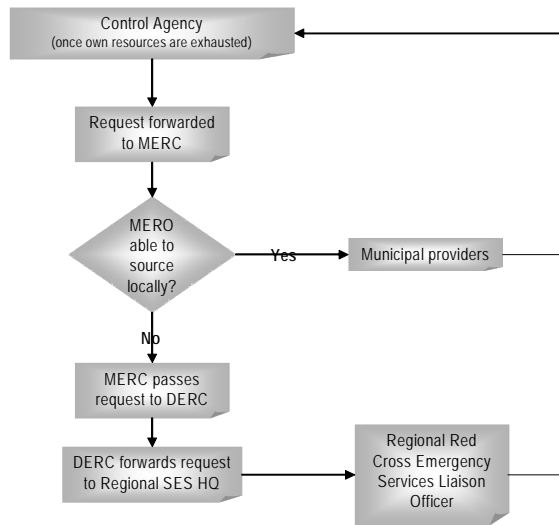 Control Agency
(once own resources are exhausted)
Request forwarded
to MERC
MERO
able to
source
locally?
Yes
Municipal providers
No
MERC passes
request to DERC
DERC forwards request
to Regional SES HQ
Regional Red
Cross Emergency
Services Liaison
Officer